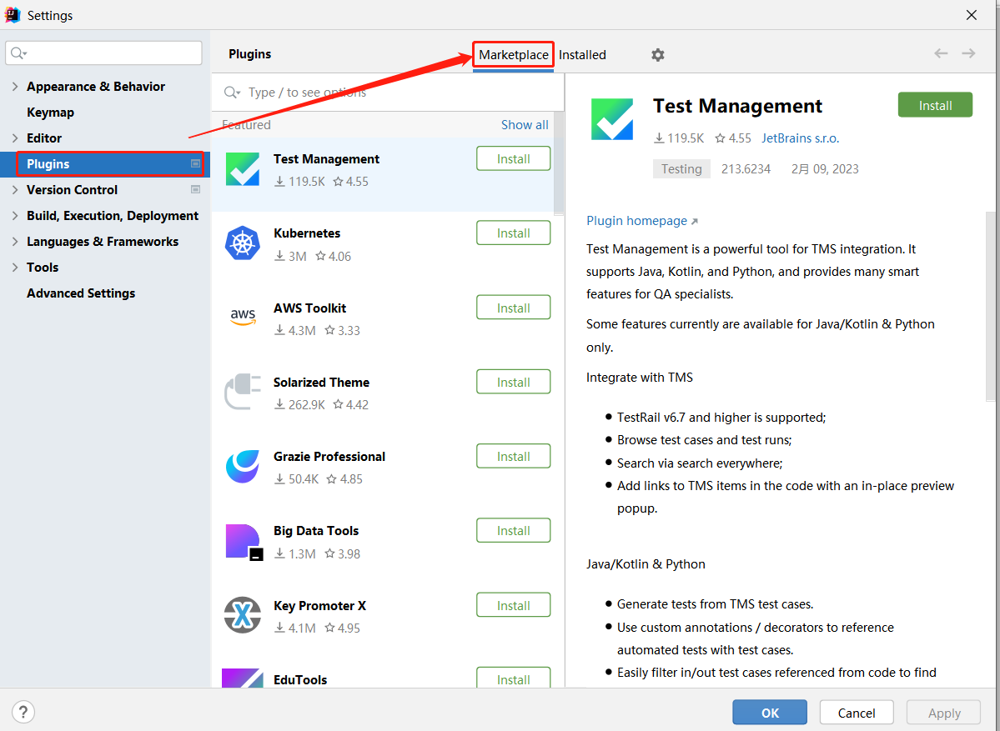 Settings
Plugins
Marketplace
Installed
Appearance & Behavior
Keymap
Editor
Plugins
Version Control
Build, Execution, Deployment
Languages & Frameworks
Tools
Advanced Settings
Type / to see options
Featured
Show all
Test Management
Install
119.5K 4.55
Kubernetes
Install
3M 4.06
AWS Toolkit
Install
aws
4.3M 3.33
Solarized Theme
Install
262.9K 4.42
Grazie Professional
Install
50.4K 4.85
Big Data Tools
Install
1.3M 3.98
Key Promoter X
Install
4.1M 4.95
EduTools
Install
Test Management
Install
119.5K 4.55 JetBrains s.r.o.
Testing 213.6234 2月 09, 2023
Plugin homepage
Test Management is a powerful tool for TMS integration. It
supports Java, Kotlin, and Python, and provides many smart
features for QA specialists.
Some features currently are available for Java/Kotlin & Python
only.
Integrate with TMS
TestRail v6.7 and higher is supported;
Browse test cases and test runs;
Search via search everywhere;
Add links to TMS items in the code with an in-place preview
popup.
Java/Kotlin & Python
Generate tests from TMS test cases.
Use custom annotations / decorators to reference
automated tests with test cases.
Easily filter in/out test cases referenced from code to find
?
OK
Cancel
Apply